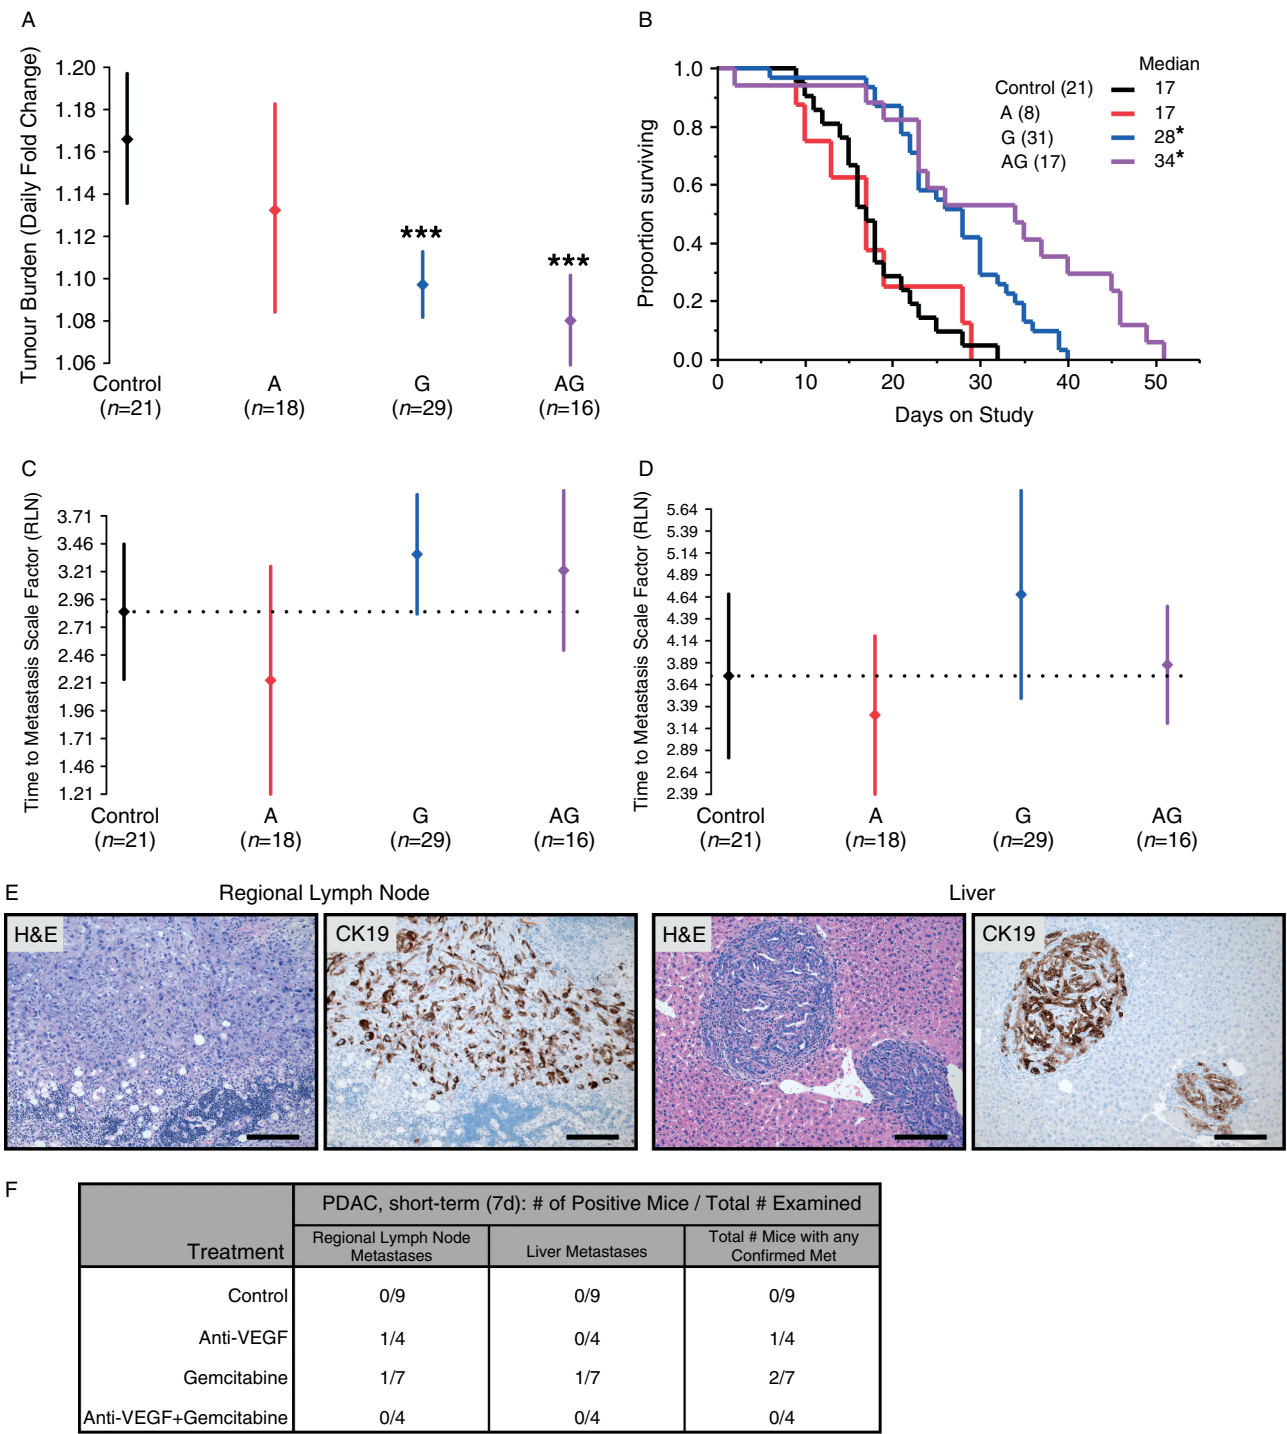 A
Tunour Burden (Daily Fold Change)
1.20
1.18
1.16
1.14
1.12
1.10
1.08
1.06
***
***
Control
(n=21)
A
(n=18)
G
(n=29)
AG
(n=16)
B
Proportion surviving
1.0
0.8
0.6
0.4
0.2
0.0
0
10
20
30
40
50
Days on Study
Median
Control (21) 17
A (8) 17
G (31) 28*
AG (17) 34*
C
Time to Metastasis Scale Factor (RLN)
3.71
3.46
3.21
2.96
2.71
2.46
2.21
1.96
1.71
1.46
1.21
Control
(n=21)
A
(n=18)
G
(n=29)
AG
(n=16)
D
Time to Metastasis Scale Factor (RLN)
5.64
5.39
5.14
4.89
4.64
4.39
4.14
3.89
3.64
3.39
3.14
2.89
2.64
2.39
Control
(n=21)
A
(n=18)
G
(n=29)
AG
(n=16)
E
Regional Lymph Node
Liver
H&E
CK19
H&E
CK19
F
PDAC, short-term (7d): # of Positive Mice / Total # Examined
Treatment
Regional Lymph Node
Metastases
Liver Metastases
Total # Mice with any
Confirmed Met
Control 0/9 0/9 0/9
Anti-VEGF 1/4 0/4 1/4
Gemcitabine 1/7 1/7 2/7
Anti-VEGF+Gemcitabine 0/4 0/4 0/4